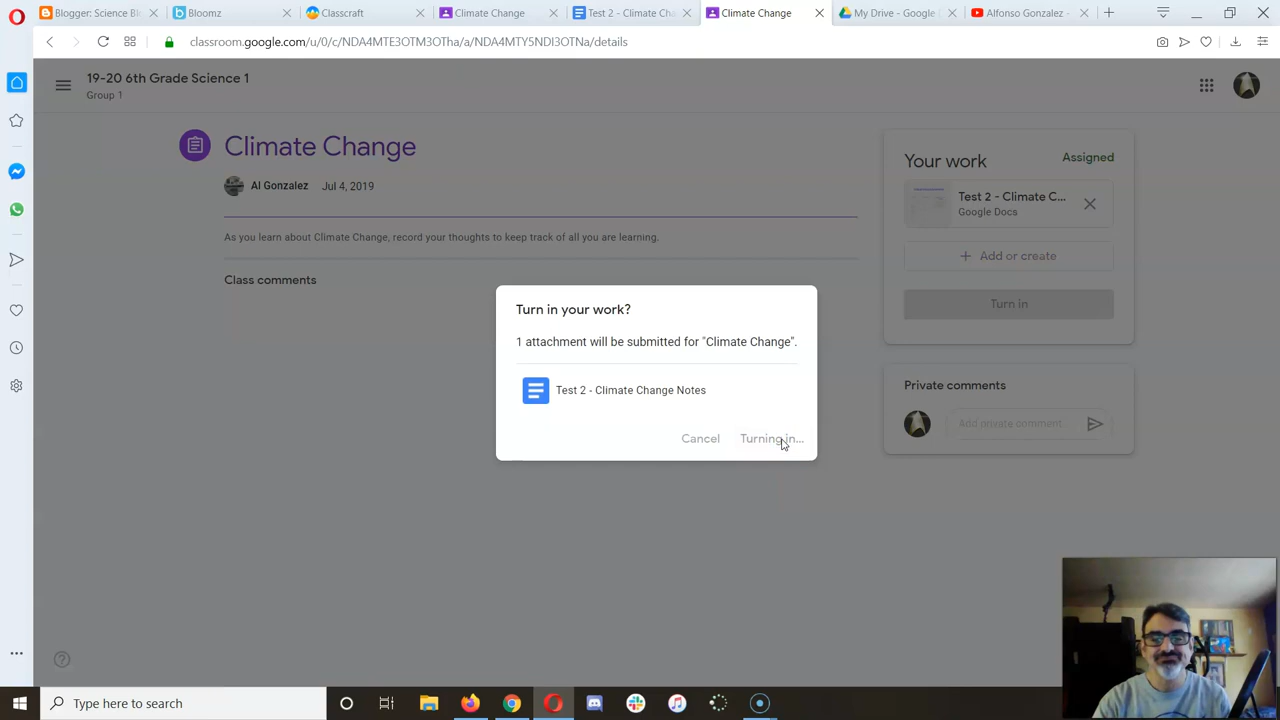 Blogger: Science Bl
Bloomz
Classcraft
Climate Change
Test 2 - Climate Cha
Climate Change
My Drive - Google
Alfonso Gonzalez -
classroom.google.com/u/0/c/NDA4MTE3OTM3OTha/a/NDA4MTY5NDI3OTNa/details
19-20 6th Grade Science 1
Group 1
Climate Change
Al Gonzalez Jul 4, 2019
As you learn about Climate Change, record your thoughts to keep track of all you are learning.
Class comments
Your work Assigned
Test 2 - Climate C...
Google Docs
+ Add or create
Turn in
Private comments
Add private comment...
Turn in your work?
1 attachment will be submitted for "Climate Change".
Test 2 - Climate Change Notes
Cancel Turning in...
Type here to search